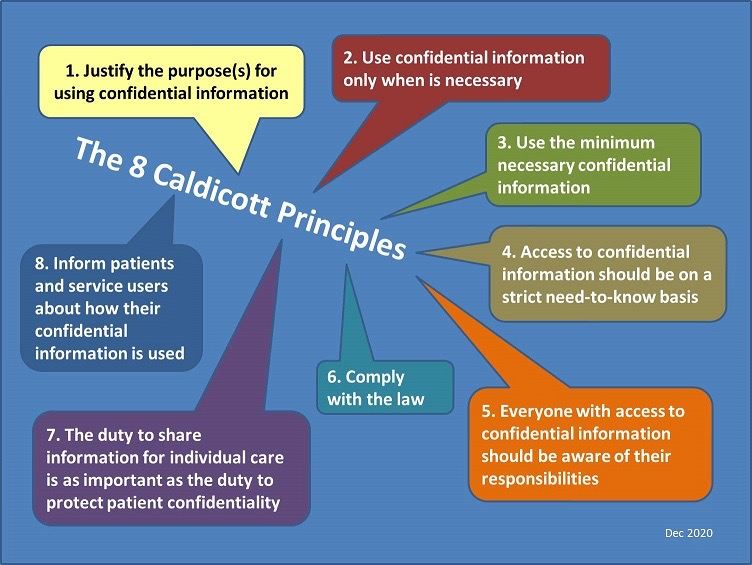 The 8 Caldicott Principles
1. Justify the purpose(s) for
using confidential information
2. Use confidential information
only when is necessary
3. Use the minimum
necessary confidential
information
4. Access to confidential
information should be on a
strict need-to-know basis
5. Everyone with access to
confidential information
should be aware of their
responsibilities
6. Comply
with the law
7. The duty to share
information for individual care
is as important as the duty to
protect patient confidentiality
8. Inform patients
and service users
about how their
confidential
information is used
Dec 2020